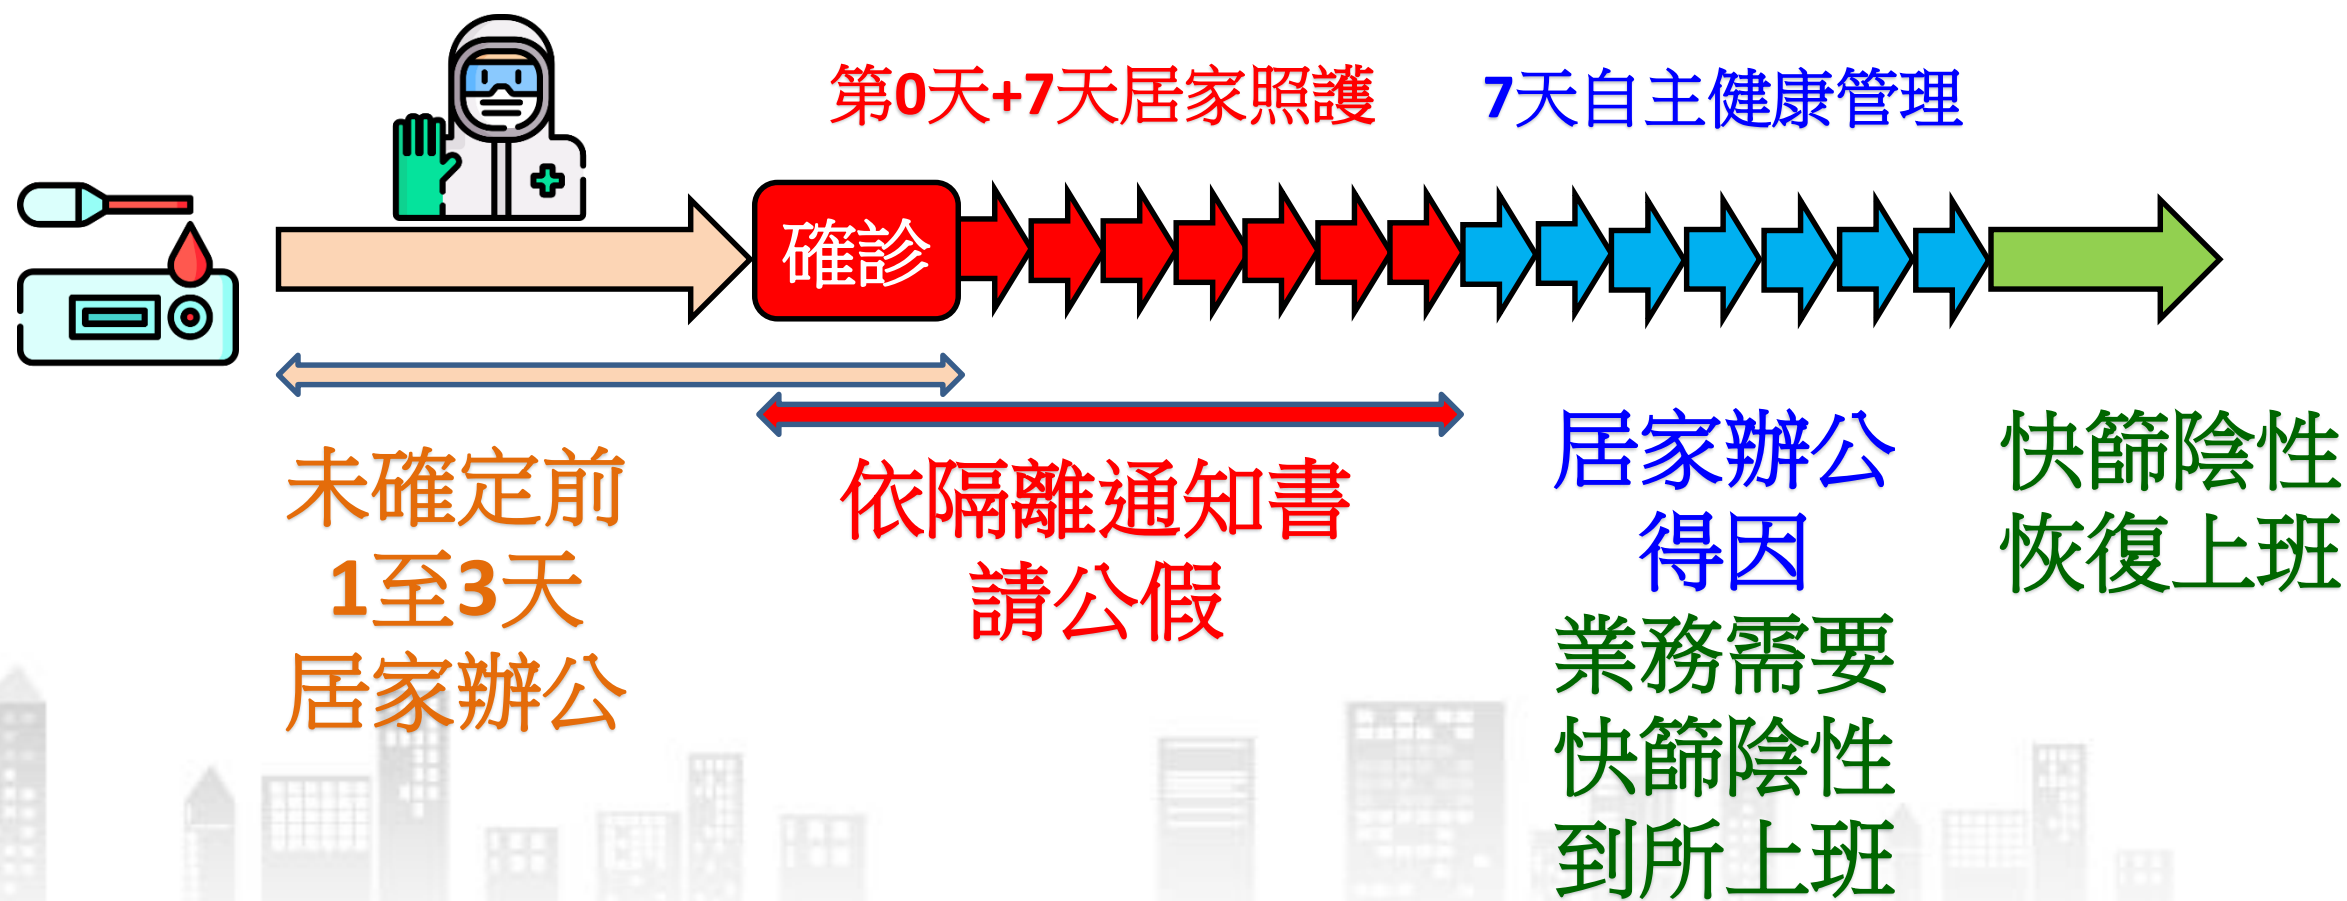 第0天+7天居家照護
7天自主健康管理
確診
未確定前
1至3天
居家辦公
依隔離通知書
請公假
居家辦公
得因
業務需要
快篩陰性
到所上班
快篩陰性
恢復上班